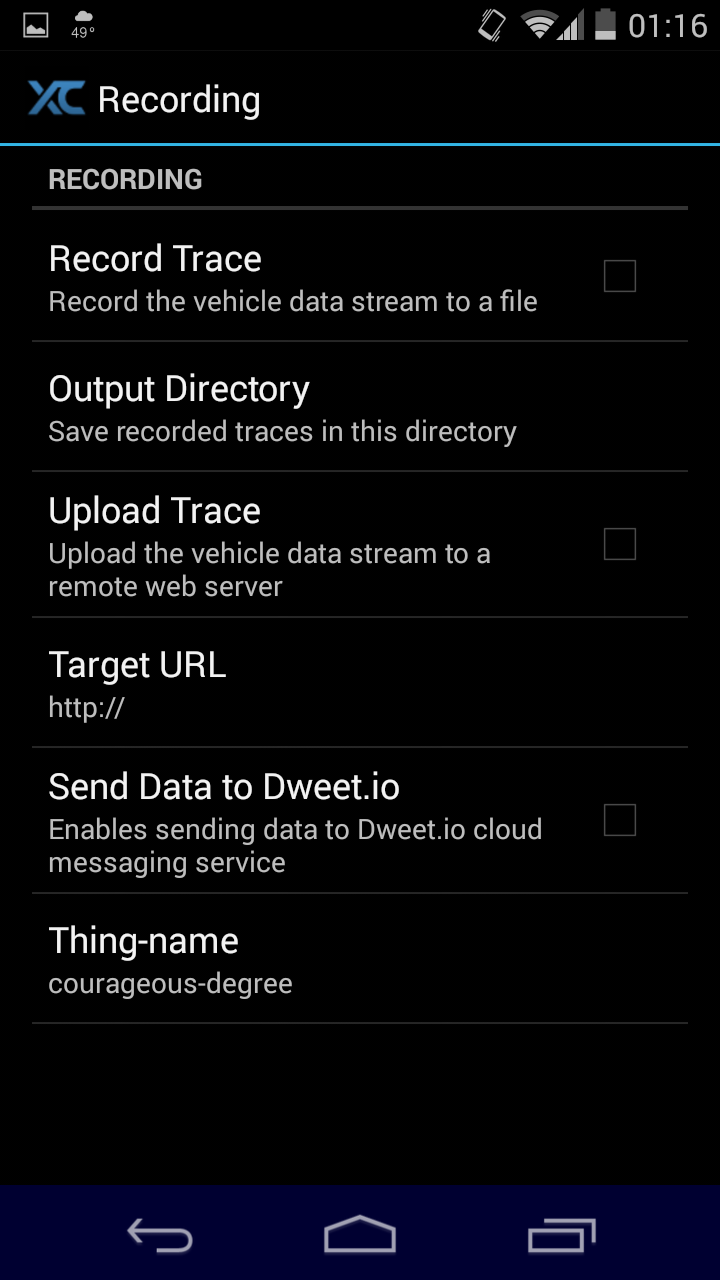 49°
01:16
XC Recording
RECORDING
Record Trace
Record the vehicle data stream to a file
Output Directory
Save recorded traces in this directory
Upload Trace
Upload the vehicle data stream to a
remote web server
Target URL
http://
Send Data to Dweet.io
Enables sending data to Dweet.io cloud
messaging service
Thing-name
courageous-degree